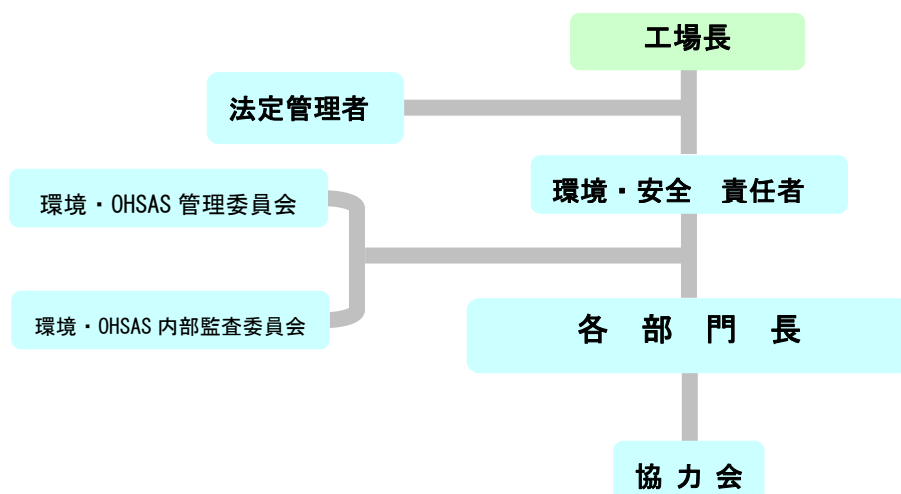 工場長
法定管理者
環境・安全　責任者
環境・OHSAS 管理委員会
環境・OHSAS 内部監査委員会
各　部　門　長
協 力 会